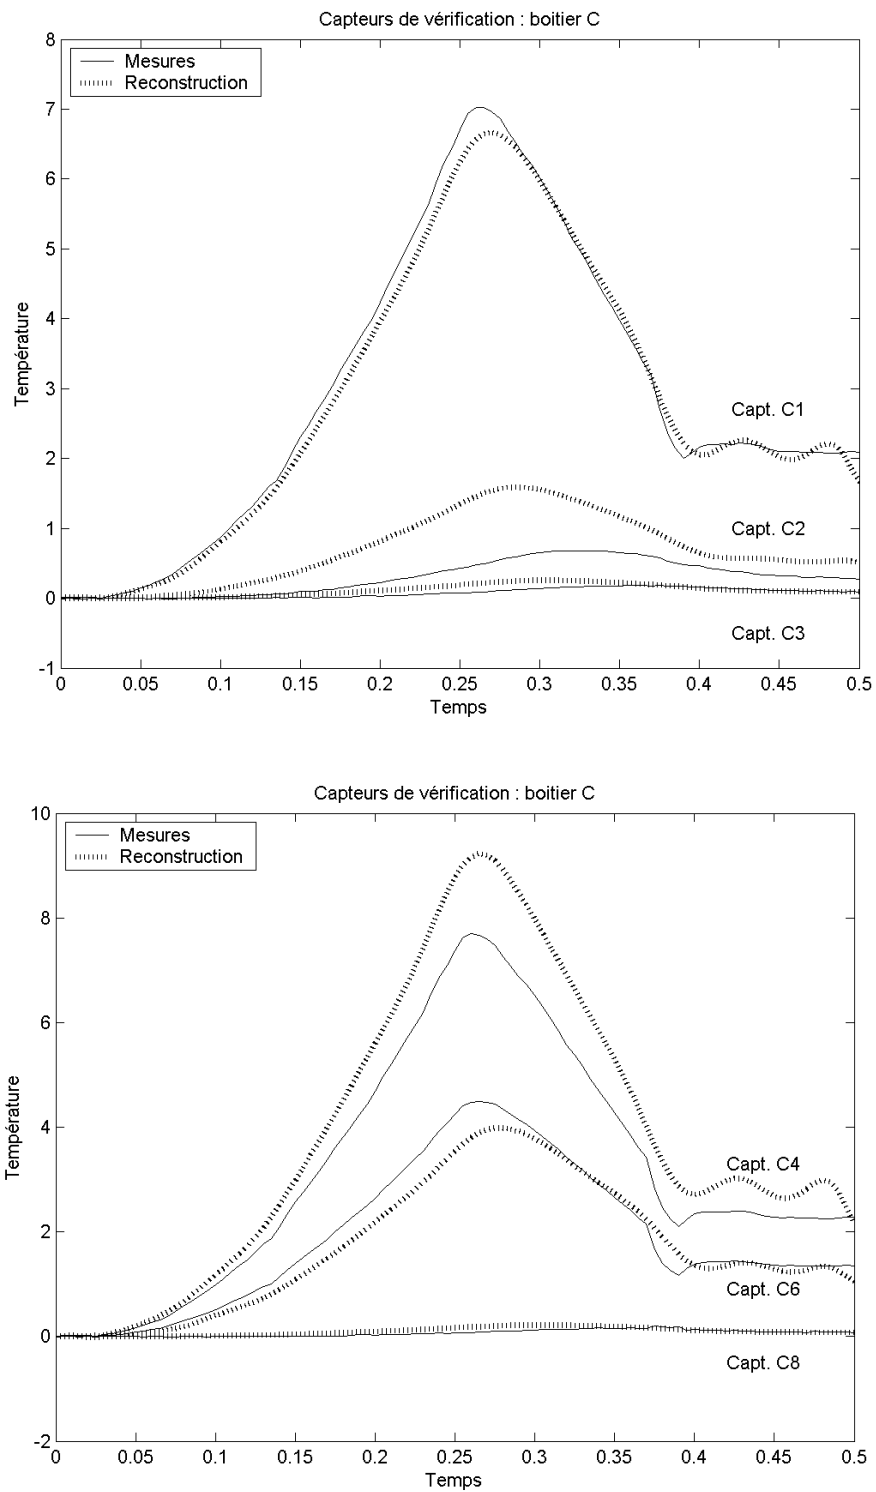 Capteurs de vérification : boitier C
8
Mesures
Reconstruction
7
6
5
4
Température
3
Capt. C1
2
Capt. C2
1
0
Capt. C3
-1
0 0.05 0.1 0.15 0.2 0.25 0.3 0.35 0.4 0.45 0.5
Temps
Capteurs de vérification : boitier C
10
Mesures
Reconstruction
8
6
Température
4
Capt. C4
2
Capt. C6
0
Capt. C8
-2
0 0.05 0.1 0.15 0.2 0.25 0.3 0.35 0.4 0.45 0.5
Temps